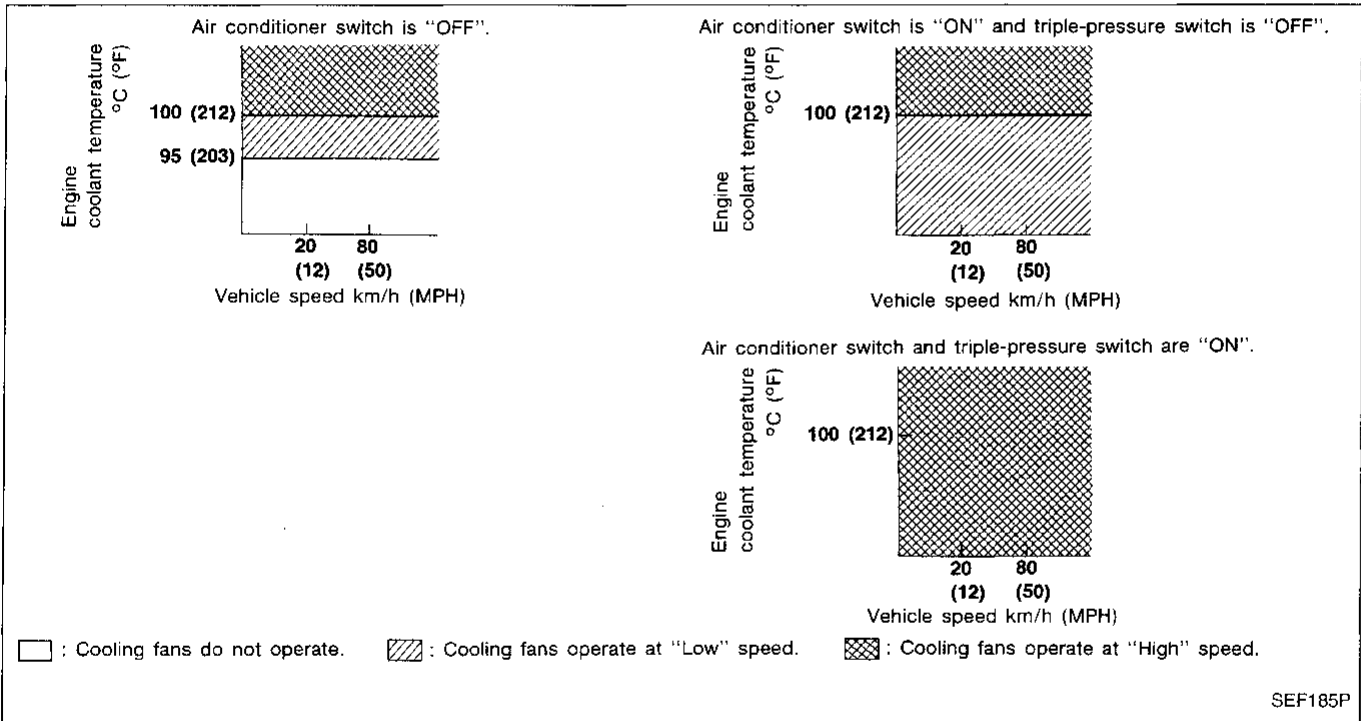 Air conditioner switch is "OFF".
Engine
coolant temperature
°C (°F)
100 (212)
95 (203)
20
80
(12)
(50)
Vehicle speed km/h (MPH)
Air conditioner switch is "ON" and triple-pressure switch is "OFF".
Engine
coolant temperature
°C (°F)
100 (212)
20
80
(12)
(50)
Vehicle speed km/h (MPH)
Air conditioner switch and triple-pressure switch are "ON".
Engine
coolant temperature
°C (°F)
100 (212)
20
80
(12)
(50)
Vehicle speed km/h (MPH)
: Cooling fans do not operate.
: Cooling fans operate at "Low" speed.
: Cooling fans operate at "High" speed.
SEF185P